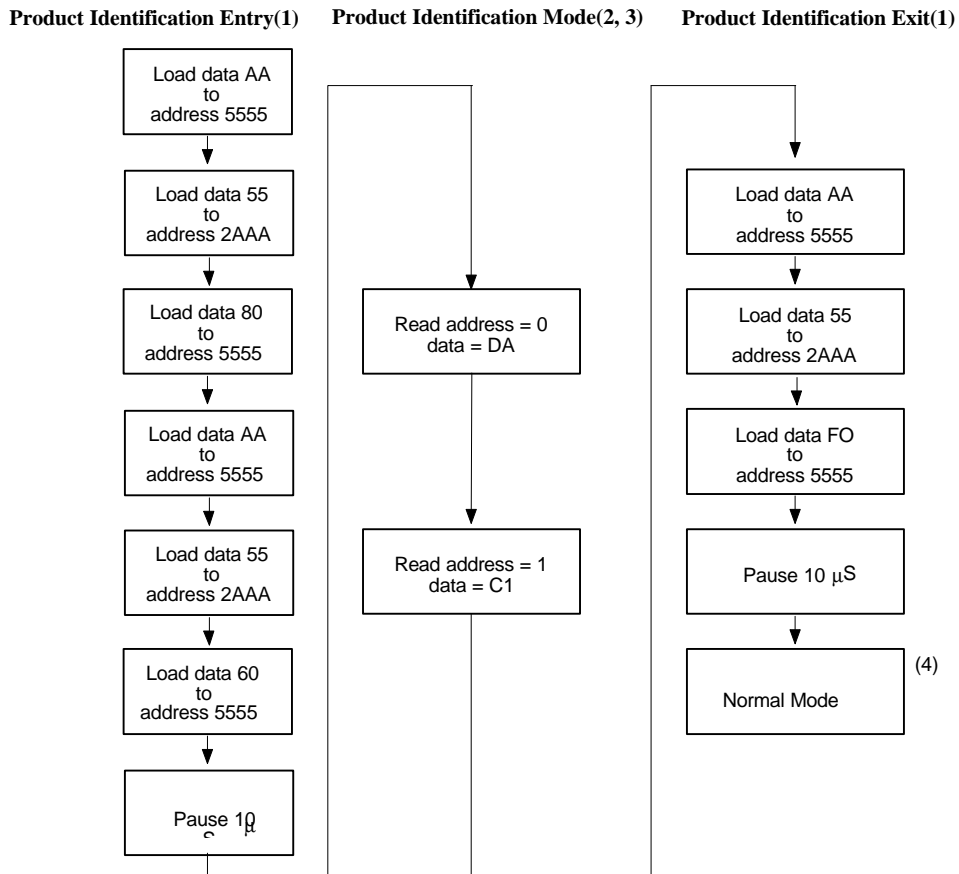 Product Identification Entry(1)
Load data AA
to
address 5555
Load data 55
to
address 2AAA
Load data 80
to
address 5555
Load data AA
to
address 5555
Load data 55
to
address 2AAA
Load data 60
to
address 5555
Pause 10
μ
Product Identification Mode(2, 3)
Read address = 0
data = DA
Read address = 1
data = C1
Product Identification Exit(1)
Load data AA
to
address 5555
Load data 55
to
address 2AAA
Load data FO
to
address 5555
Pause 10 μS
Normal Mode
(4)